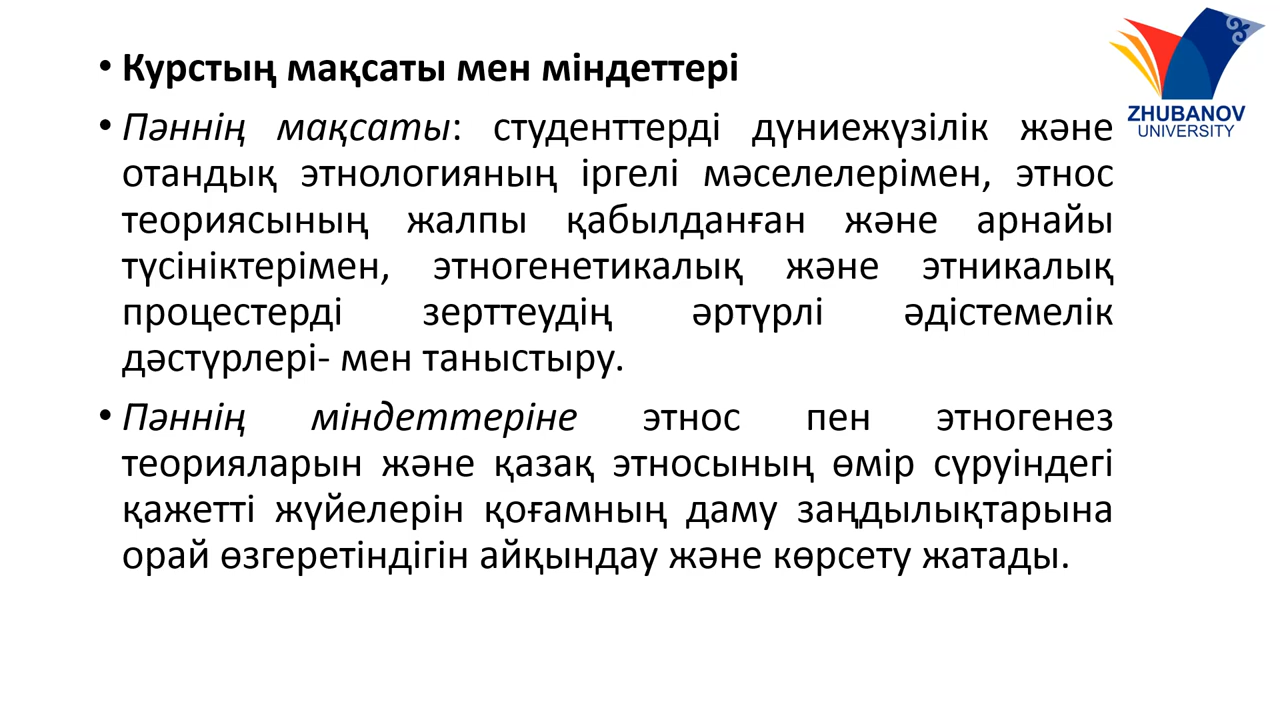 • Курстың мақсаты мен міндеттері
• Пәннің мақсаты: студенттерді дүниежүзілік және
отандық этнологияның іргелі мәселелерімен, этнос
теориясының жалпы қабылданған және арнайы
түсініктерімен, этногенетикалық және этникалық
процестерді зерттеудің әртүрлі әдістемелік
дәстүрлері- мен таныстыру.
• Пәннің міндеттеріне этнос пен этногенез
теорияларын және қазақ этносының өмір сүруіндегі
қажетті жүйелерін қоғамның даму заңдылықтарына
орай өзгеретіндігін айқындау және көрсету жатады.
ZHUBANOV
UNIVERSITY